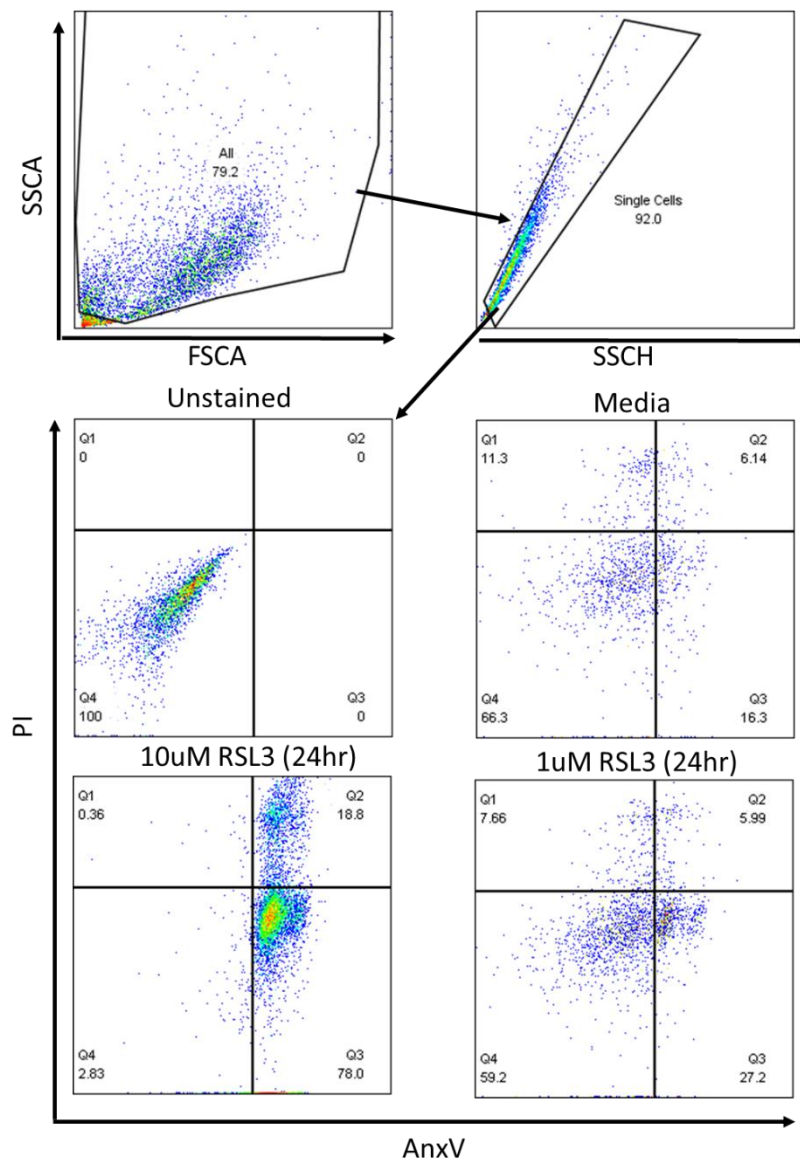 SSCA
All
79.2
FSCA
Single Cells
92.0
SSCH
Unstained
Q1
0
Q2
0
Q4
100
Q3
0
Media
Q1
11.3
Q2
6.14
Q4
66.3
Q3
16.3
PI
10uM RSL3 (24hr)
Q1
0.36
Q2
18.8
Q4
2.83
Q3
78.0
1uM RSL3 (24hr)
Q1
7.66
Q2
5.99
Q4
59.2
Q3
27.2
AnxV